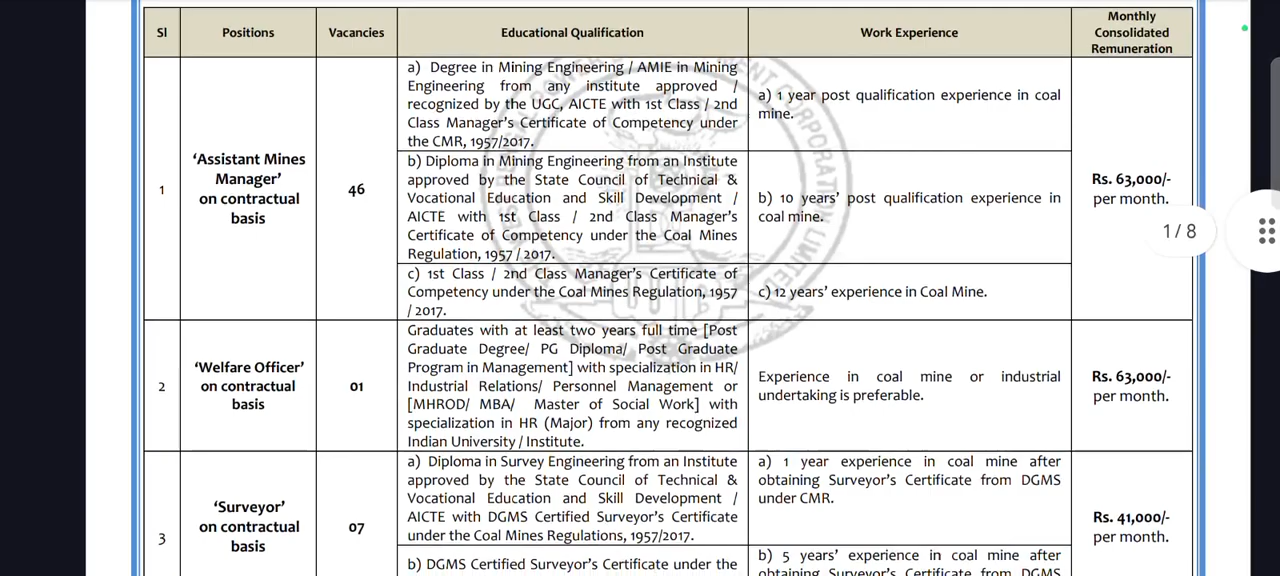 Sl
Positions
Vacancies
Educational Qualification
Work Experience
Monthly
Consolidated
Remuneration
1
‘Assistant Mines
Manager’
on contractual
basis
46
a) Degree in Mining Engineering / AMIE in Mining
Engineering from any institute approved /
recognized by the UGC, AICTE with 1st Class / 2nd
Class Manager’s Certificate of Competency under
the CMR, 1957/2017.
a) 1 year post qualification experience in coal
mine.
b) Diploma in Mining Engineering from an Institute
approved by the State Council of Technical &
Vocational Education and Skill Development /
AICTE with 1st Class / 2nd Class Manager’s
Certificate of Competency under the Coal Mines
Regulation, 1957 / 2017.
b) 10 years’ post qualification experience in
coal mine.
c) 1st Class / 2nd Class Manager’s Certificate of
Competency under the Coal Mines Regulation, 1957
/ 2017.
c) 12 years’ experience in Coal Mine.
Rs. 63,000/-
per month.
1 / 8
2
‘Welfare Officer’
on contractual
basis
01
Graduates with at least two years full time [Post
Graduate Degree/ PG Diploma/ Post Graduate
Program in Management] with specialization in HR/
Industrial Relations/ Personnel Management or
[MHROD/ MBA/ Master of Social Work] with
specialization in HR (Major) from any recognized
Indian University / Institute.
Experience in coal mine or industrial
undertaking is preferable.
Rs. 63,000/-
per month.
3
‘Surveyor’
on contractual
basis
07
a) Diploma in Survey Engineering from an Institute
approved by the State Council of Technical &
Vocational Education and Skill Development /
AICTE with DGMS Certified Surveyor’s Certificate
under the Coal Mines Regulations, 1957/2017.
a) 1 year experience in coal mine after
obtaining Surveyor’s Certificate from DGMS
under CMR.
b) DGMS Certified Surveyor’s Certificate under the
b) 5 years’ experience in coal mine after
obtaining Surveyor’s Certificate from DGMS
Rs. 41,000/-
per month.
CORPORATION LIMITED